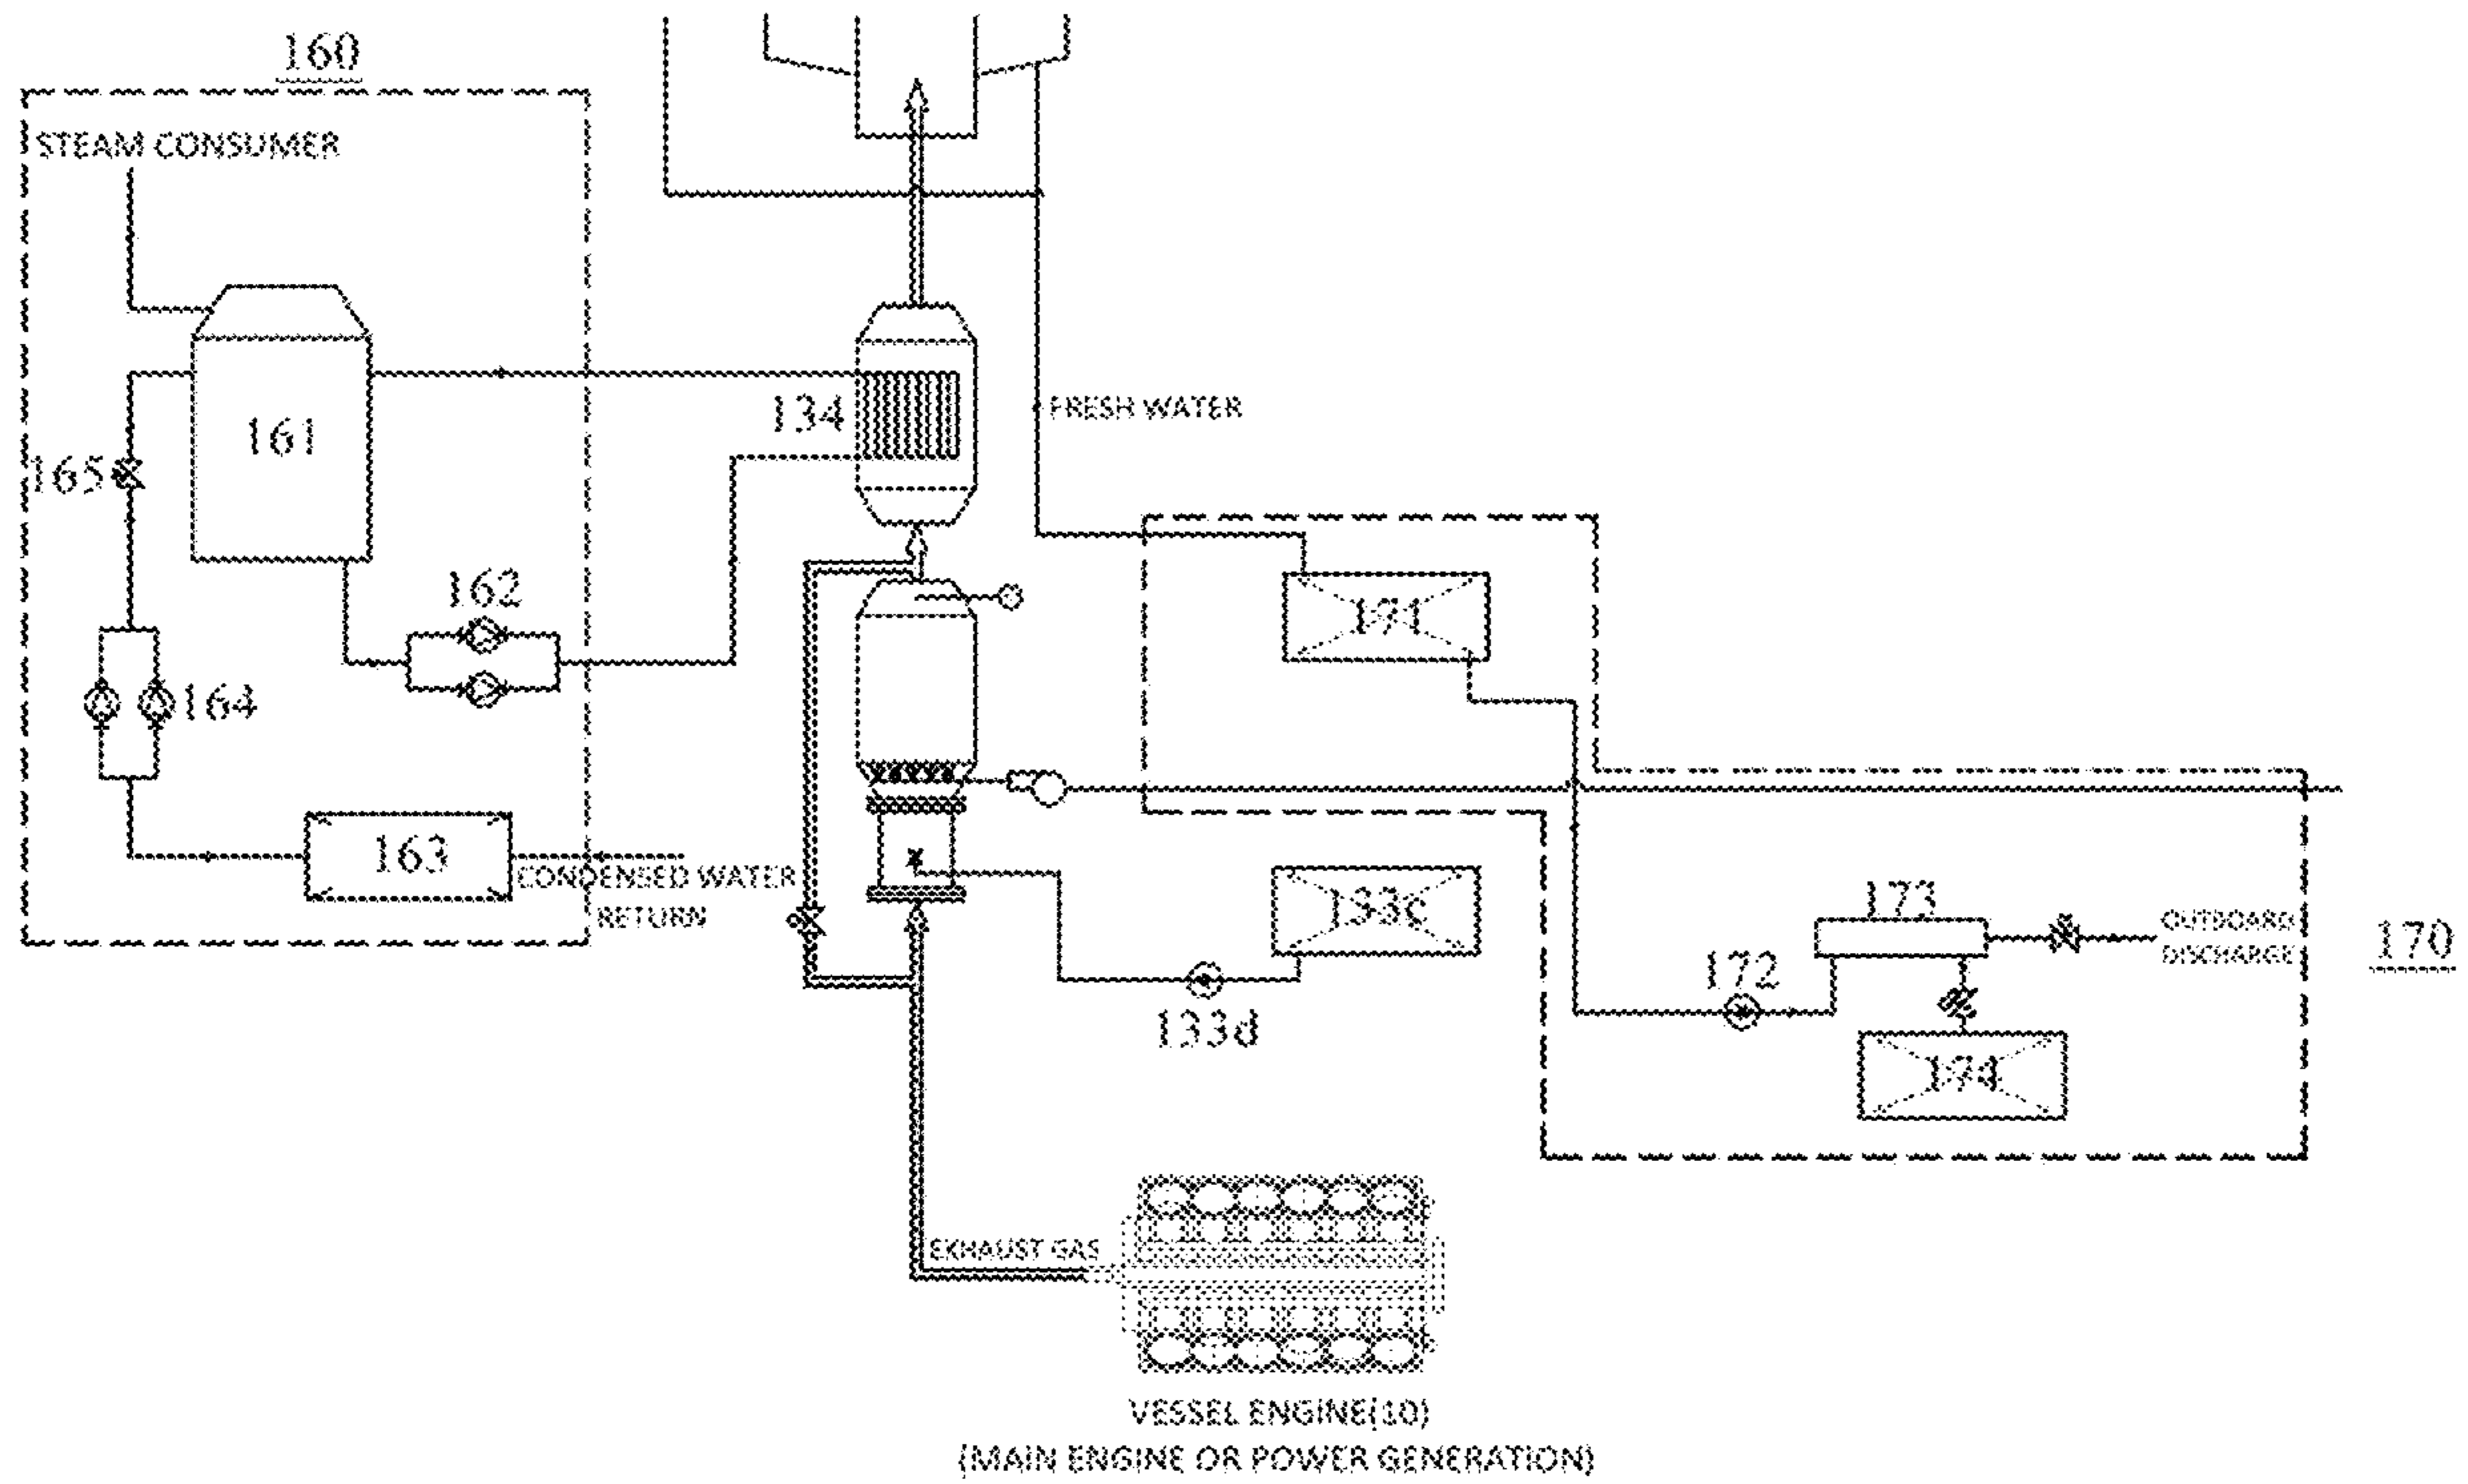 160
STEAM CONSUMER
134
FRESH WATER
161
165
162
171
164
163
CONDENSED WATER
RETURN
133c
173
OUTBOARD
DISCHARGE
170
172
133d
174
EXHAUST GAS
VESSEL ENGINE(10)
(MAIN ENGINE OR POWER GENERATION)